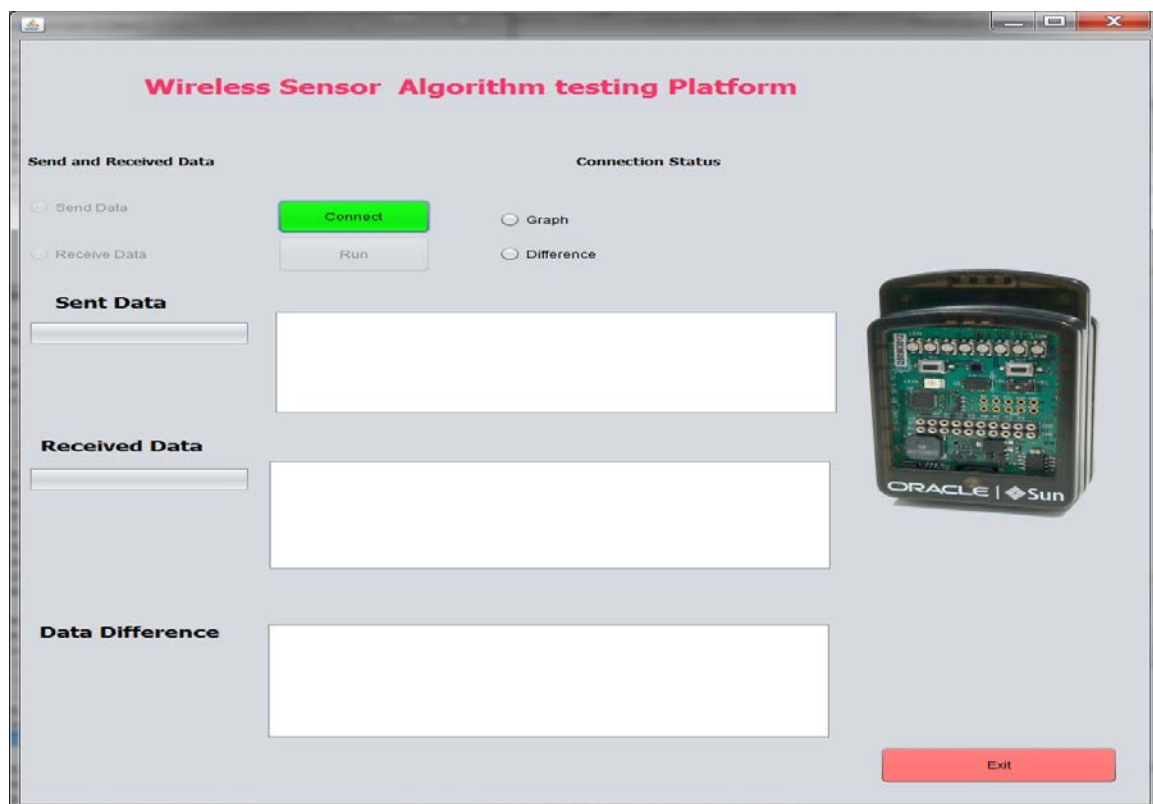 Wireless Sensor Algorithm testing Platform
Send and Received Data
Connection Status
Send Data
Connect
Graph
Receive Data
Run
Difference
Sent Data
Received Data
ORACLE | Sun
Data Difference
Exit